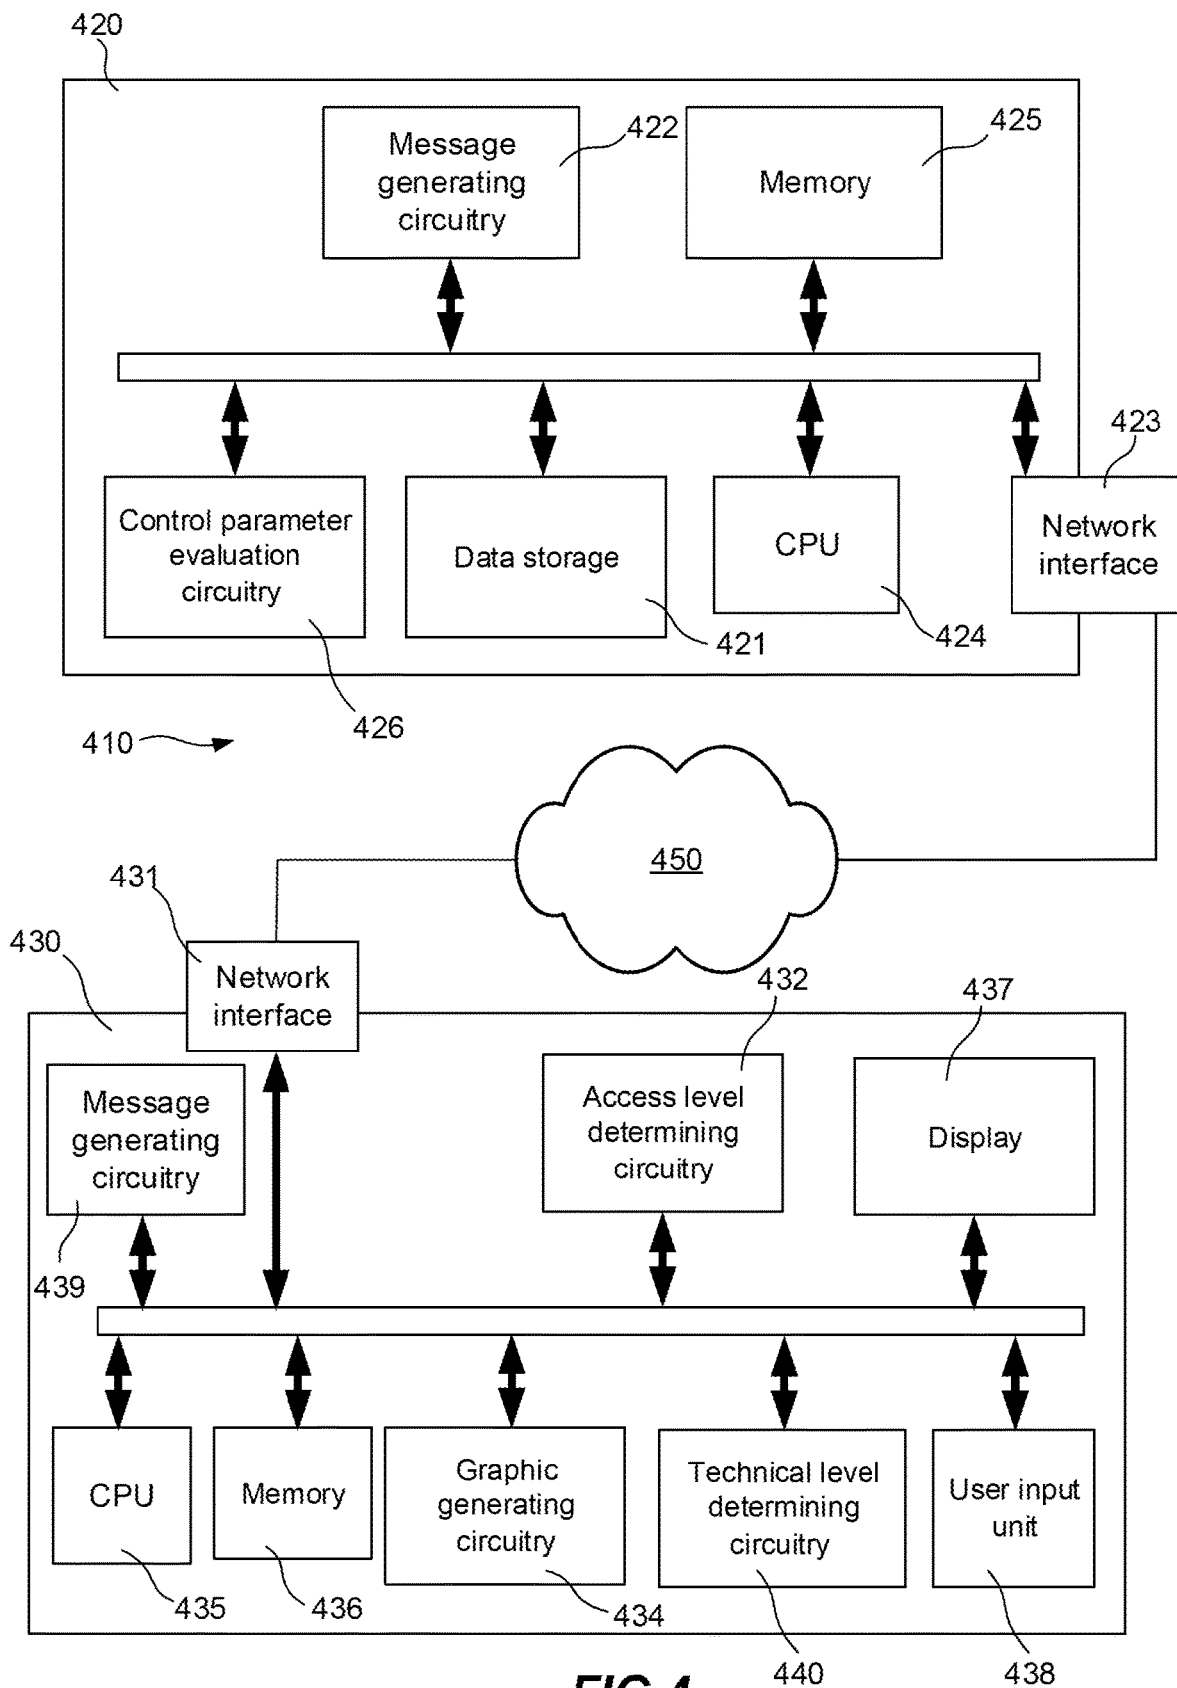 420
Message
generating
circuitry
422
Memory
425
423
Control parameter
evaluation
circuitry
426
Data storage
421
CPU
424
Network
interface
410
450
431
430
Network
interface
432
437
Message
generating
circuitry
439
Access level
determining
circuitry
Display
CPU
435
Memory
436
Graphic
generating
circuitry
434
Technical level
determining
circuitry
440
User input
unit
438
FIG 4